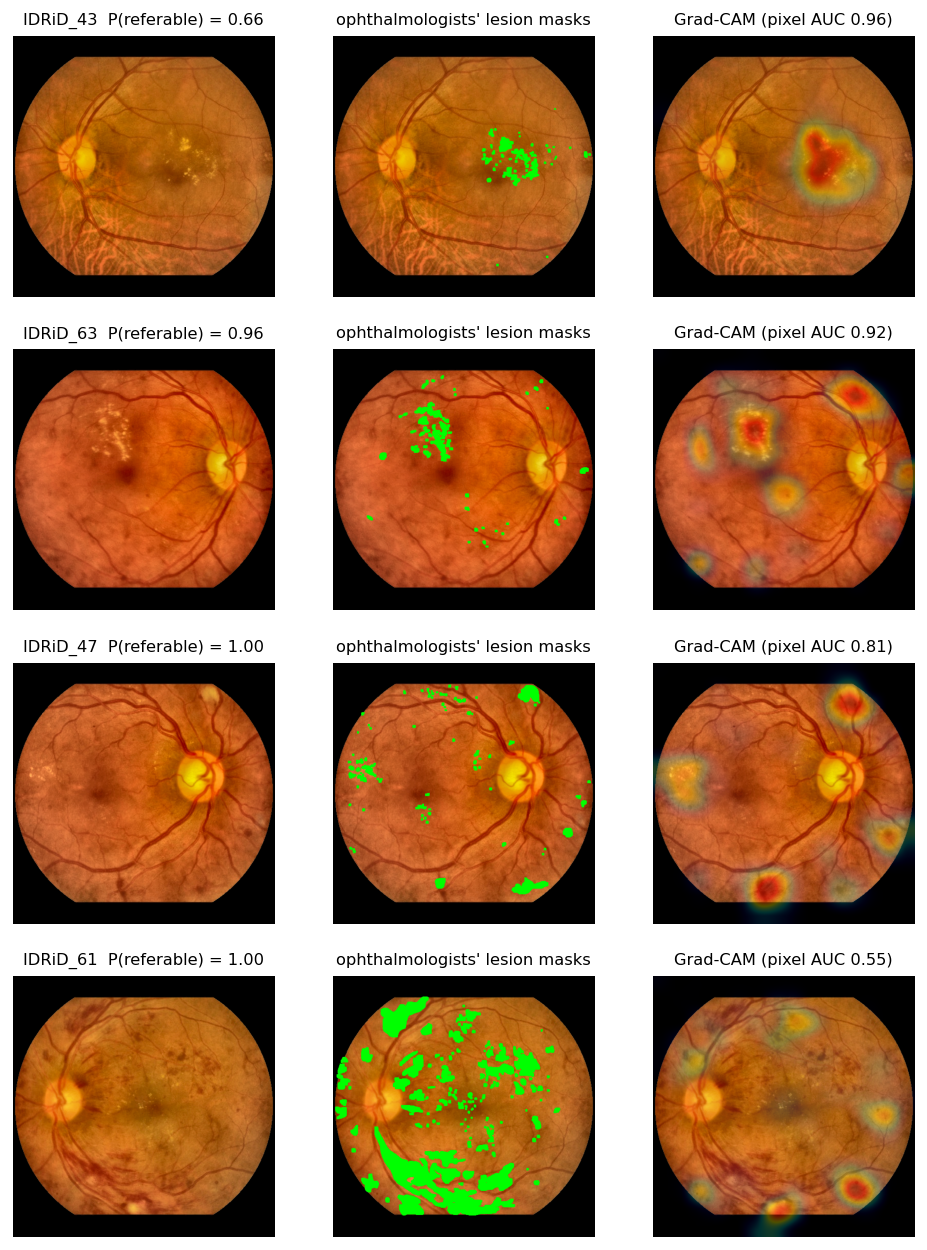 IDRiD_43  P(referable) = 0.66
ophthalmologists' lesion masks
Grad-CAM (pixel AUC 0.96)
IDRiD_63  P(referable) = 0.96
ophthalmologists' lesion masks
Grad-CAM (pixel AUC 0.92)
IDRiD_47  P(referable) = 1.00
ophthalmologists' lesion masks
Grad-CAM (pixel AUC 0.81)
IDRiD_61  P(referable) = 1.00
ophthalmologists' lesion masks
Grad-CAM (pixel AUC 0.55)